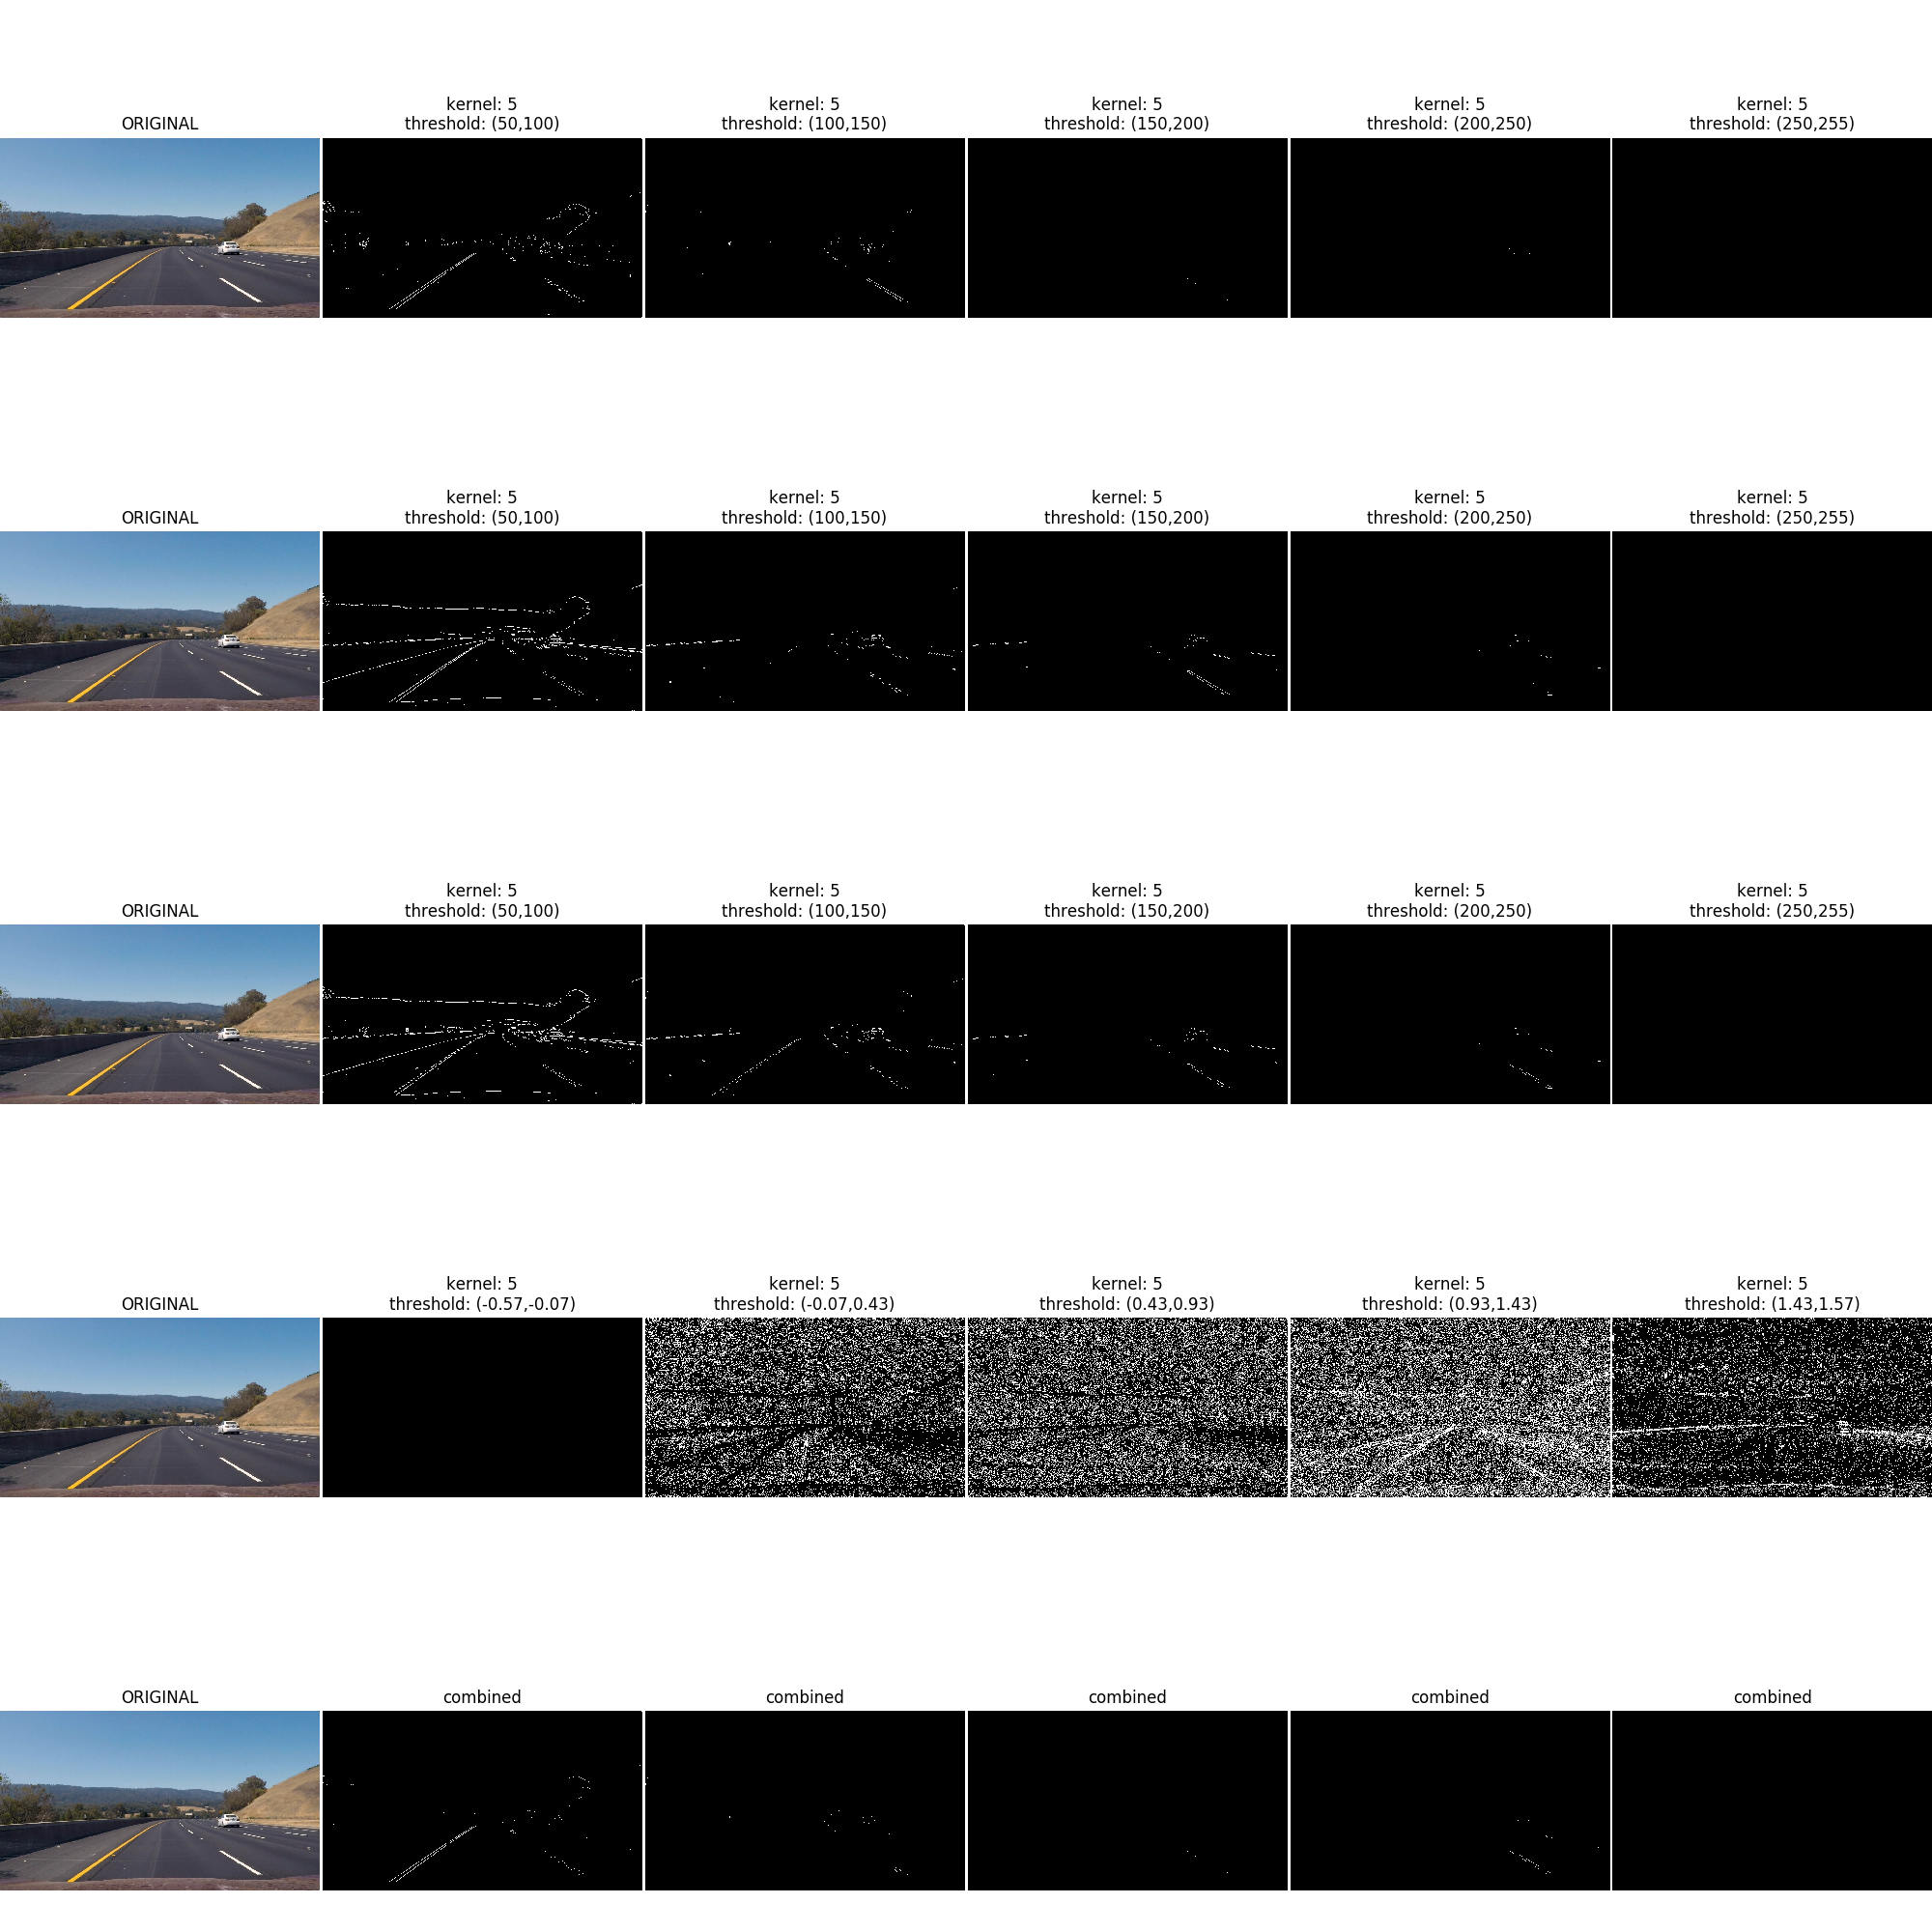 kernel: 5
kernel: 5
kernel: 5
kernel: 5
kernel: 5
ORIGINAL
threshold: (50,100)
threshold: (100,150)
threshold: (150,200)
threshold: (200,250)
threshold: (250,255)
kernel: 5
kernel: 5
kernel: 5
kernel: 5
kernel: 5
ORIGINAL
threshold: (50,100)
threshold: (100,150)
threshold: (150,200)
threshold: (200,250)
threshold: (250,255)
kernel: 5
kernel: 5
kernel: 5
kernel: 5
kernel: 5
ORIGINAL
threshold: (50,100)
threshold: (100,150)
threshold: (150,200)
threshold: (200,250)
threshold: (250,255)
kernel: 5
kernel: 5
kernel: 5
kernel: 5
kernel: 5
ORIGINAL
threshold: (-0.57,-0.07)
threshold: (-0.07,0.43)
threshold: (0.43,0.93)
threshold: (0.93,1.43)
threshold: (1.43,1.57)
ORIGINAL
combined
combined
combined
combined
combined